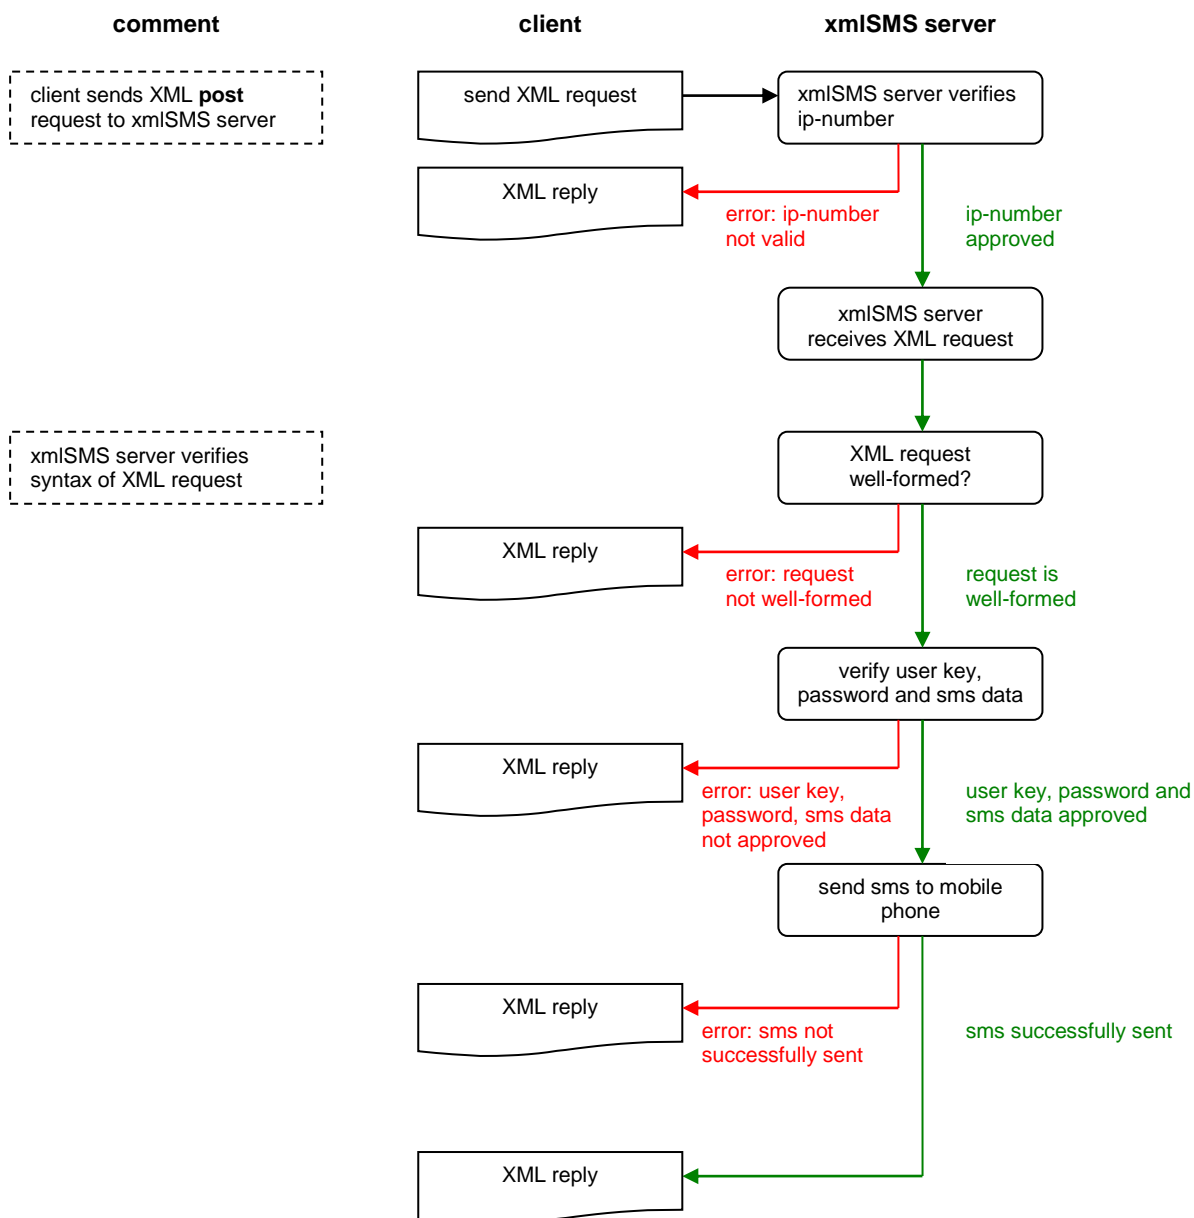 comment
client
xmlSMS server
client sends XML post
request to xmlSMS server
send XML request
xmlSMS server verifies
ip-number
XML reply
error: ip-number
not valid
ip-number
approved
xmlSMS server
receives XML request
xmlSMS server verifies
syntax of XML request
XML request
well-formed?
XML reply
error: request
not well-formed
request is
well-formed
verify user key,
password and sms data
XML reply
error: user key,
password, sms data
not approved
user key, password and
sms data approved
send sms to mobile
phone
XML reply
error: sms not
successfully sent
sms successfully sent
XML reply